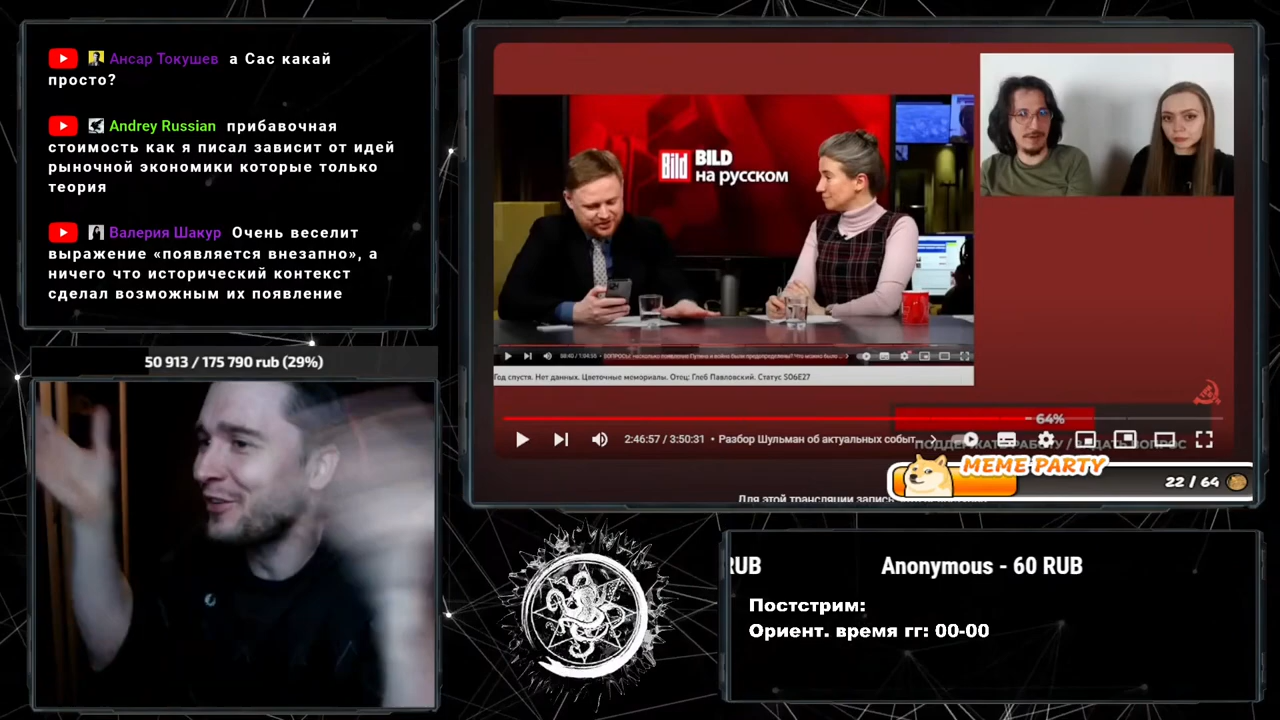 Ансар Токушев а Сас какай
просто?
Andrey Russian прибавочная
стоимость как я писал зависит от идей
рыночной экономики которые только
теория
Валерия Шакур Очень веселит
выражение «появляется внезапно», а
ничего что исторический контекст
сделал возможным их появление
50 913 / 175 790 rub (29%)
Bild BILD
на русском
Год спустя. Нет данных. Цветочные мемориалы. Отец: Глеб Павловский. Статус S06E27
64%
2:46:57 / 3:50:31 • Разбор Шульман об актуальных событ...
ПОДДЕРЖАТЬ РАБОТУ / ЗАДАТЬ ВОПРОС
MEME PARTY
22 / 64
Для этой трансляции запис
RUB Anonymous - 60 RUB
Постстрим:
Ориент. время гг: 00-00